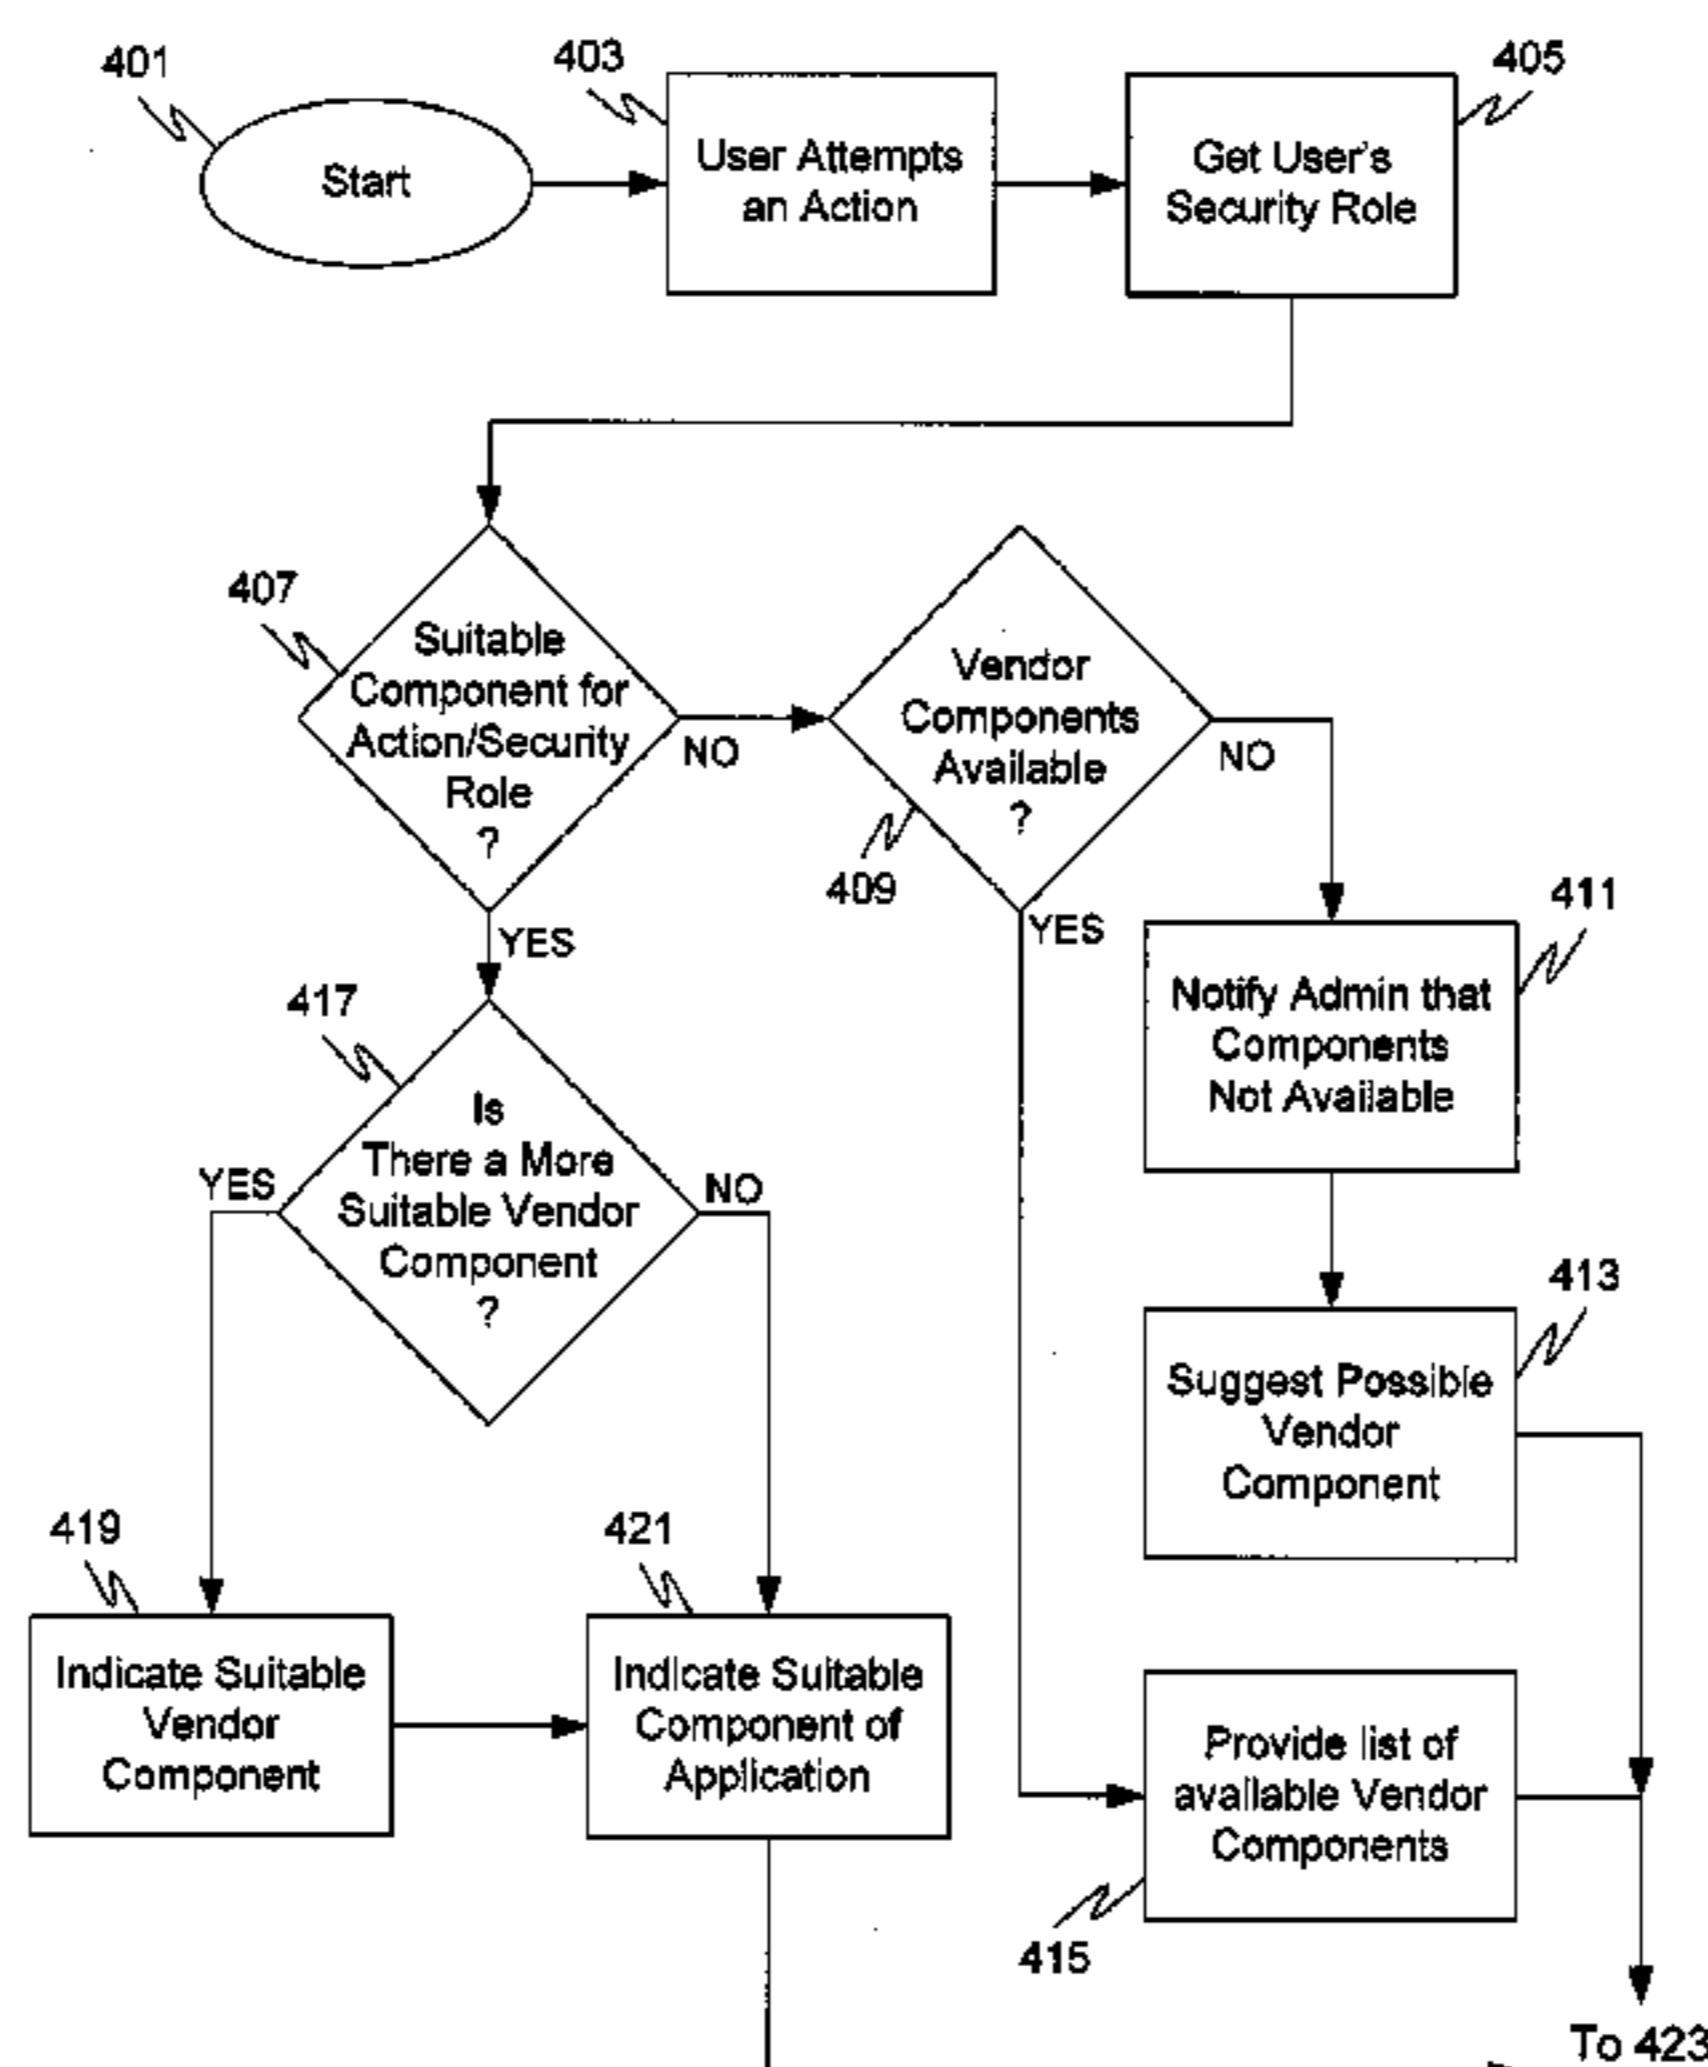 401
403
405
Start
User Attempts
an Action
Get User's
Security Role
407
Suitable
Component for
Action/Security
Role
?
NO
YES
Vendor
Components
Available
?
409
NO
YES
411
Notify Admin that
Components
Not Available
417
Is
There a More
Suitable Vendor
Component
?
YES
NO
413
Suggest Possible
Vendor
Component
419
Indicate Suitable
Vendor
Component
421
Indicate Suitable
Component of
Application
Provide list of
available Vendor
Components
415
To 423